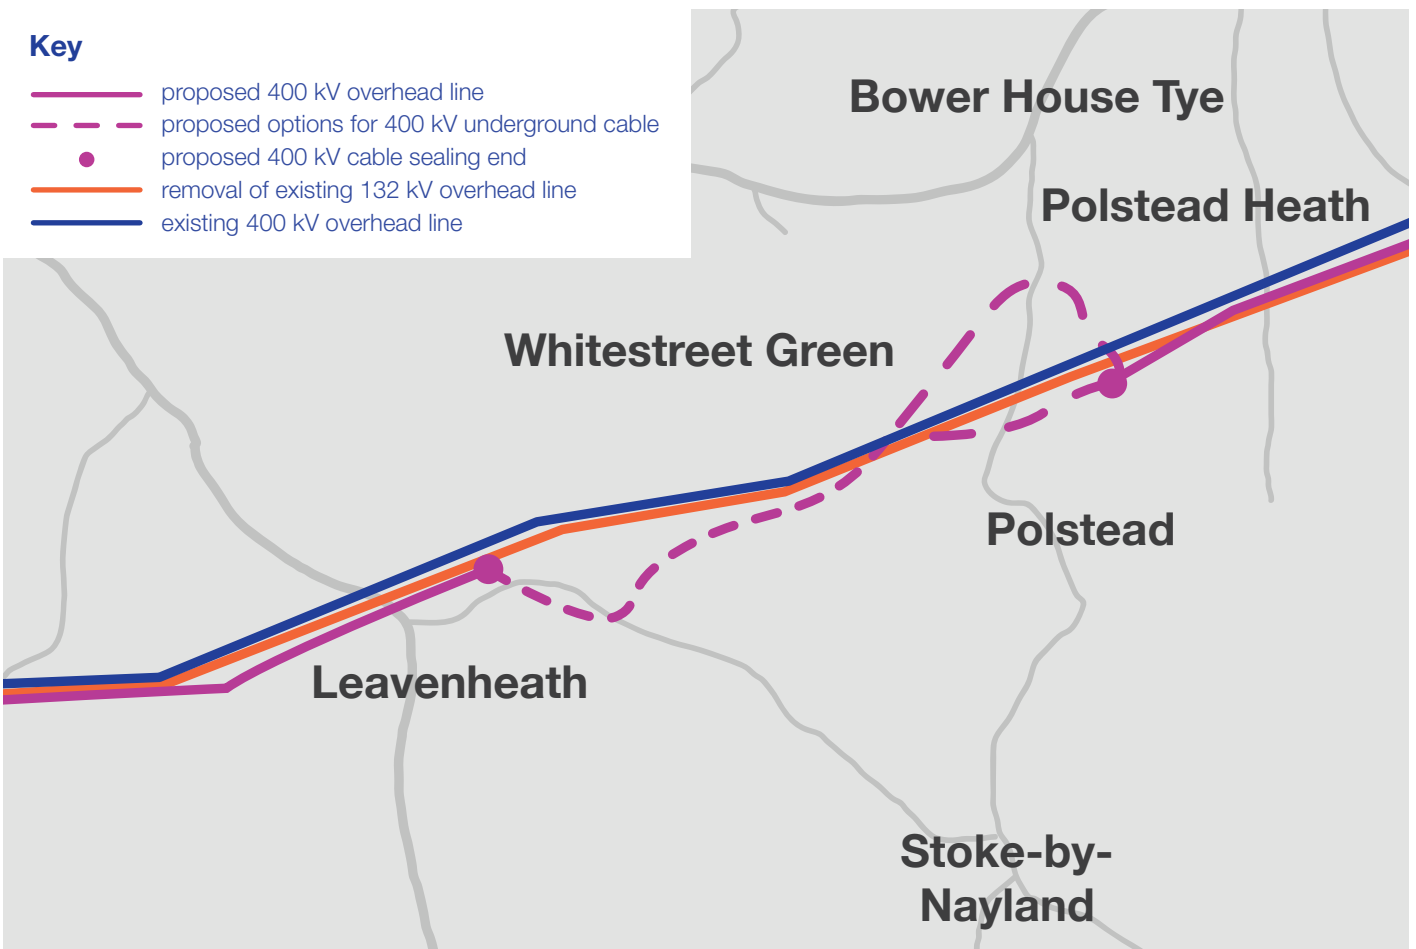 Key
proposed 400 kV overhead line
proposed options for 400 kV underground cable
proposed 400 kV cable sealing end
removal of existing 132 kV overhead line
existing 400 kV overhead line
Bower House Tye
Polstead Heath
Whitestreet Green
Polstead
Leavenheath
Stoke-by-
Nayland